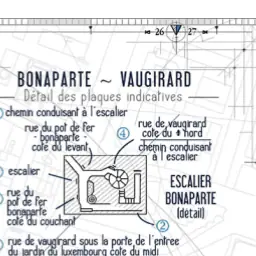 26 27
BONAPARTE ~ VAUGIRARD
Détail des plaques indicatives
chemin conduisant à l'escalier
rue du pot de fer
- bonaparte -
coté du levant
4
rue de vaugirard
coté du nord
chemin conduisant
à l'escalier
escalier
rue du
pot de fer
bonaparte
coté du couchant
ESCALIER
BONAPARTE
(détail)
2
rue de vaugirard sous la porte de l'entrée
du jardin du luxembourg coté du midi